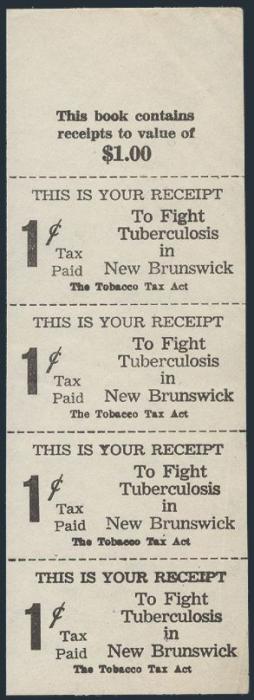 This book contains
receipts to value of
$1.00
THIS IS YOUR RECEIPT
1¢ Tax Paid
To Fight
Tuberculosis
in
New Brunswick
The Tobacco Tax Act
THIS IS YOUR RECEIPT
1¢ Tax Paid
To Fight
Tuberculosis
in
New Brunswick
The Tobacco Tax Act
THIS IS YOUR RECEIPT
1¢ Tax Paid
To Fight
Tuberculosis
in
New Brunswick
The Tobacco Tax Act
THIS IS YOUR RECEIPT
1¢ Tax Paid
To Fight
Tuberculosis
in
New Brunswick
The Tobacco Tax Act